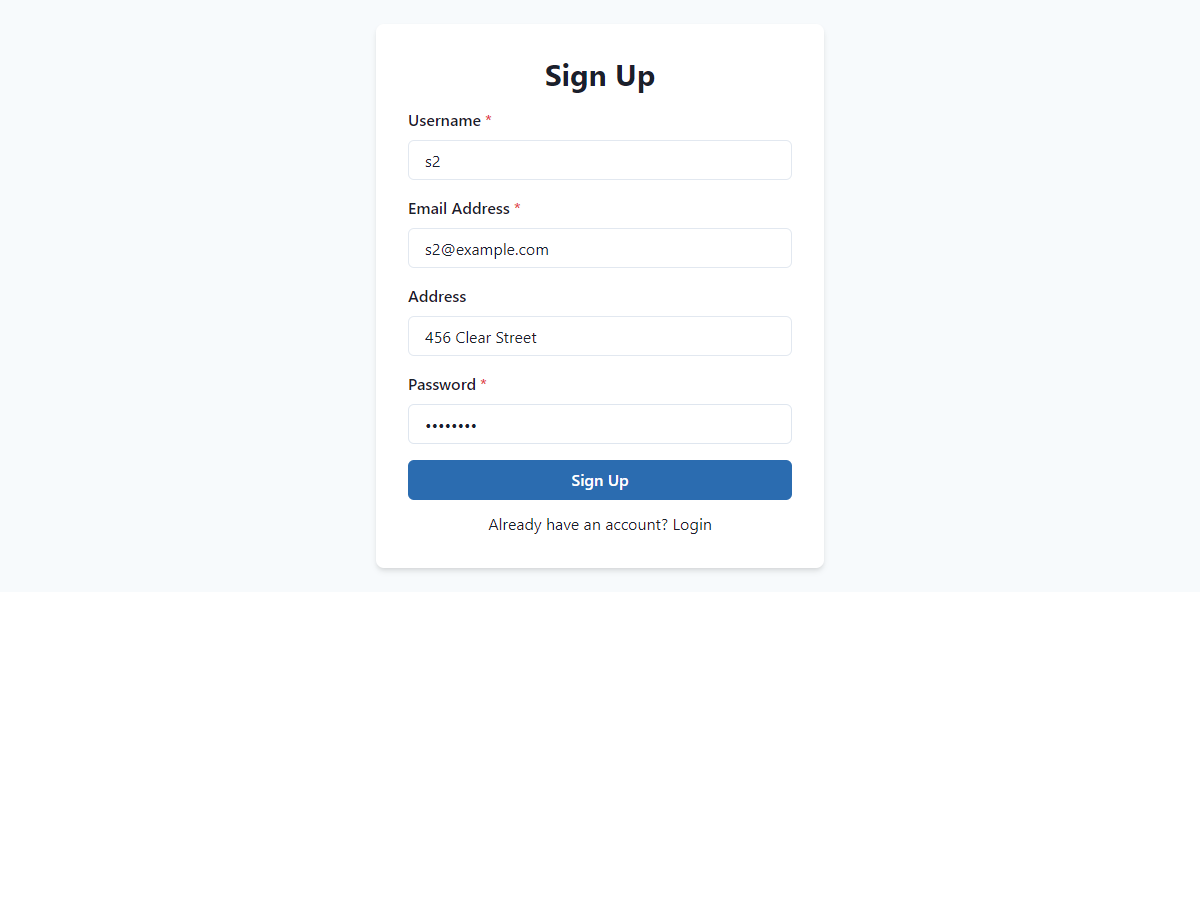 Sign Up
Username *
s2
Email Address *
s2@example.com
Address
456 Clear Street
Password *
••••••••
Sign Up
Already have an account? Login